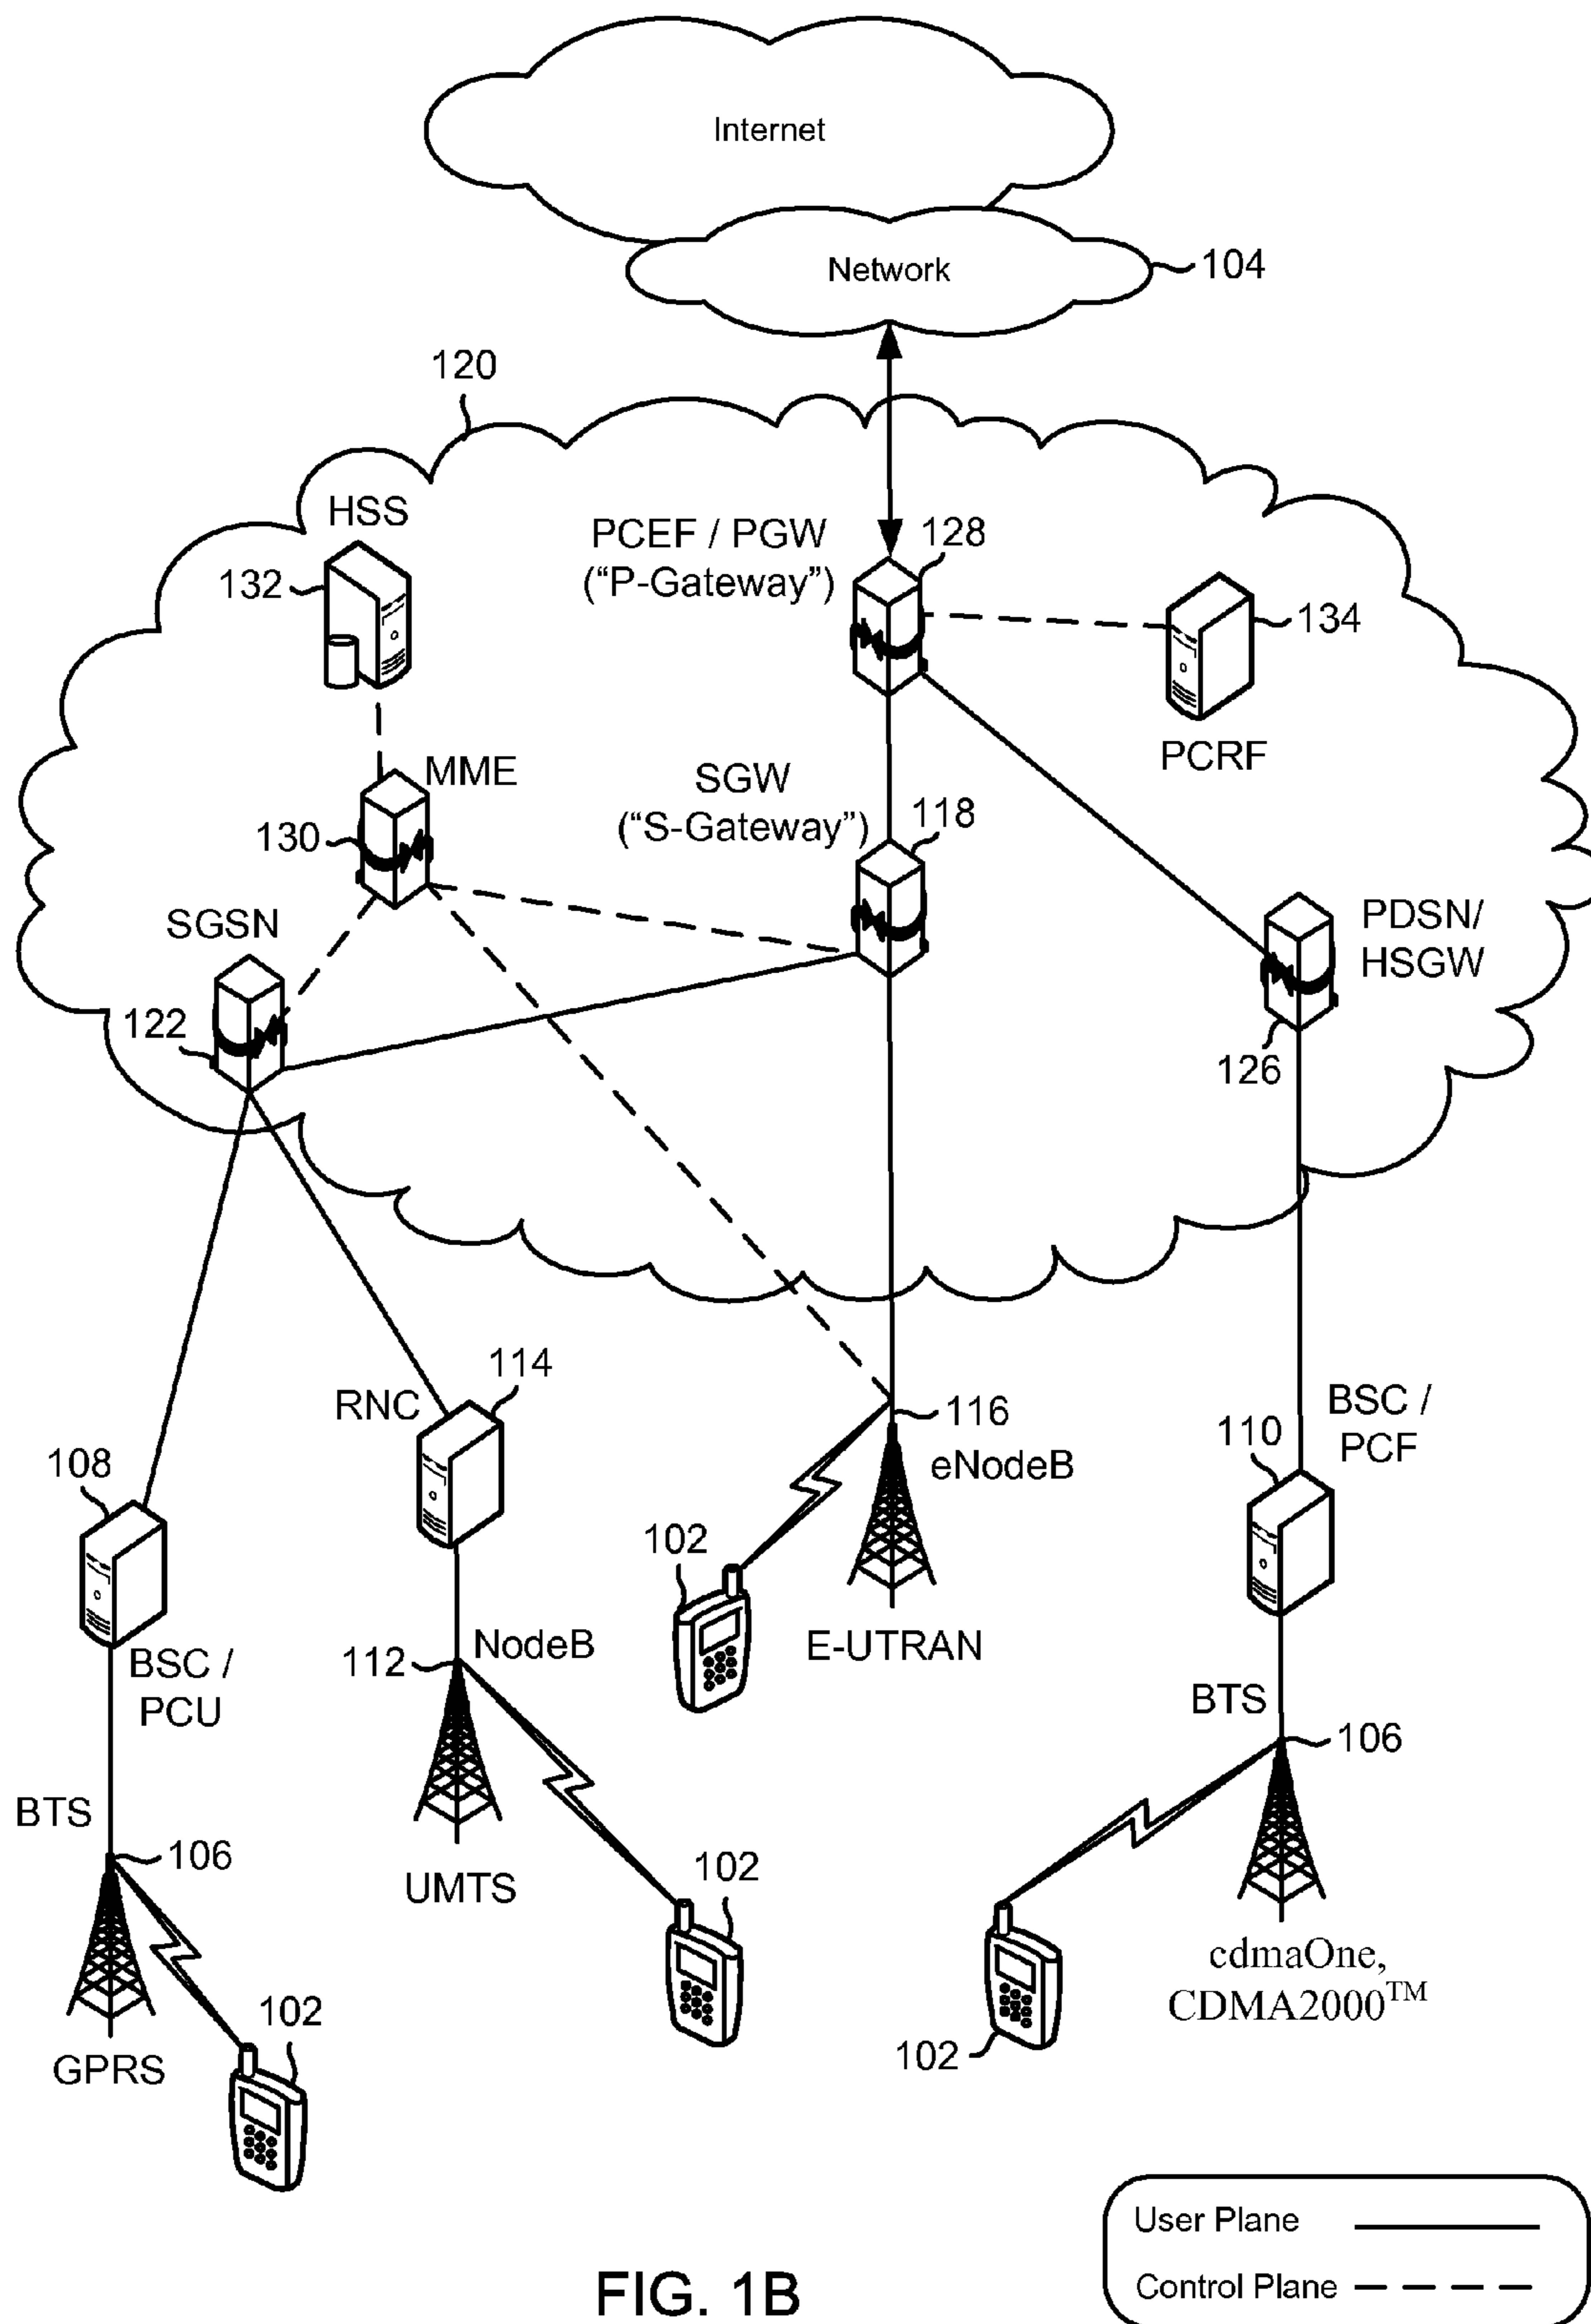 Internet
Network
104
120
HSS
132
PCEF / PGW
(“P-Gateway”)
128
134
PCRF
MME
130
SGW
(“S-Gateway”)
118
SGSN
122
PDSN/
HSGW
126
114
RNC
116
eNodeB
BSC /
PCF
110
108
102
E-UTRAN
BSC /
PCU
112
NodeB
BTS
106
BTS
106
UMTS
102
cdmaOne,
CDMA2000™
102
GPRS
102
User Plane
Control Plane
FIG. 1B